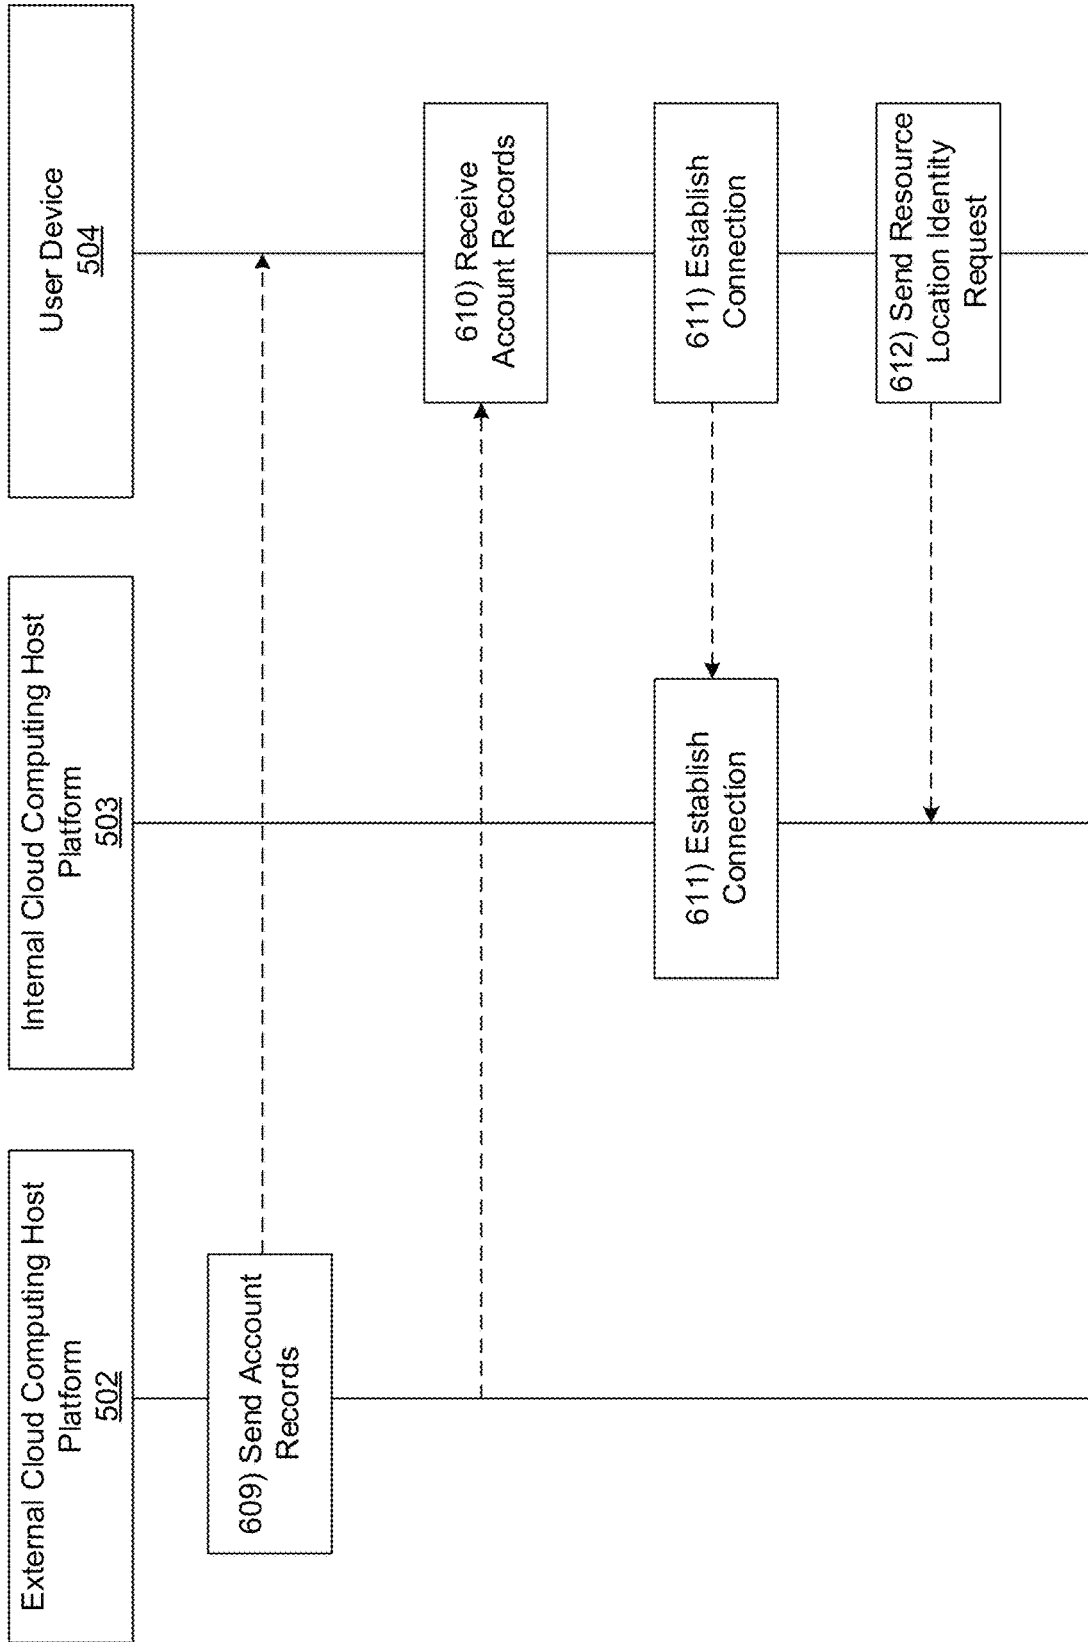 External Cloud Computing Host
Platform
502
Internal Cloud Computing Host
Platform
503
User Device
504
609) Send Account
Records
610) Receive
Account Records
611) Establish
Connection
611) Establish
Connection
612) Send Resource
Location Identity
Request